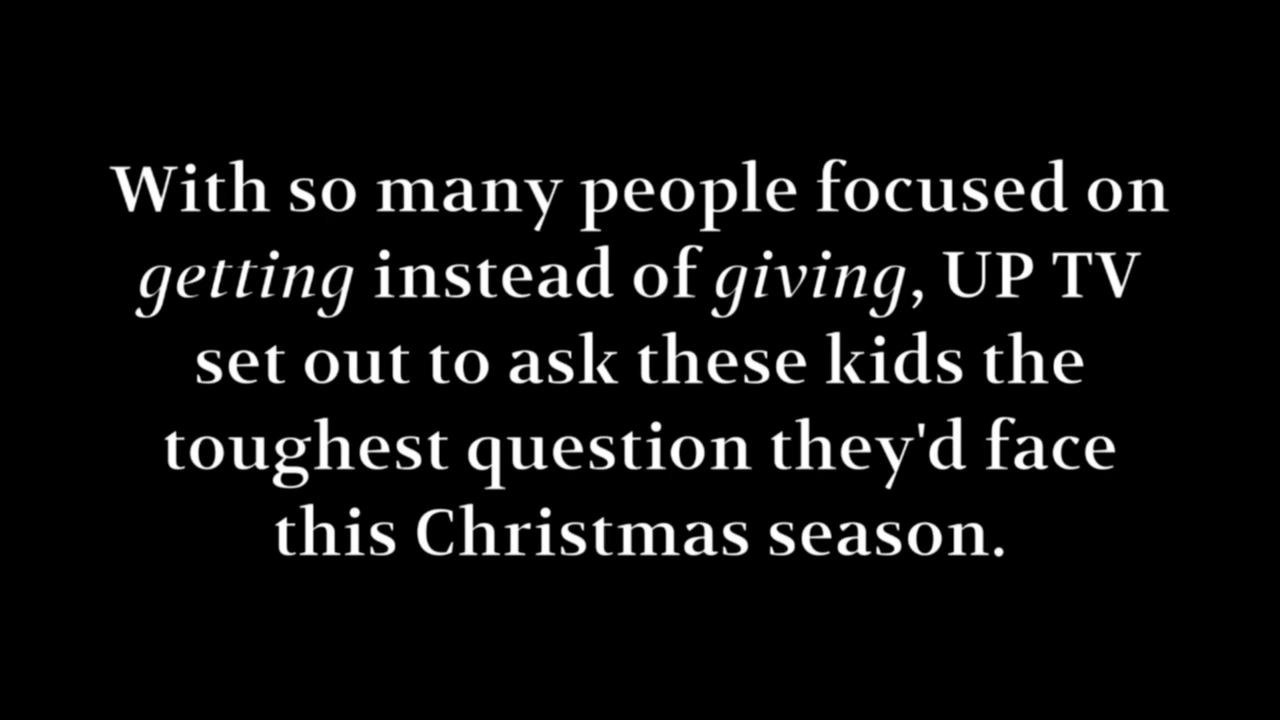 With so many people focused on
getting instead of giving, UP TV
set out to ask these kids the
toughest question they'd face
this Christmas season.